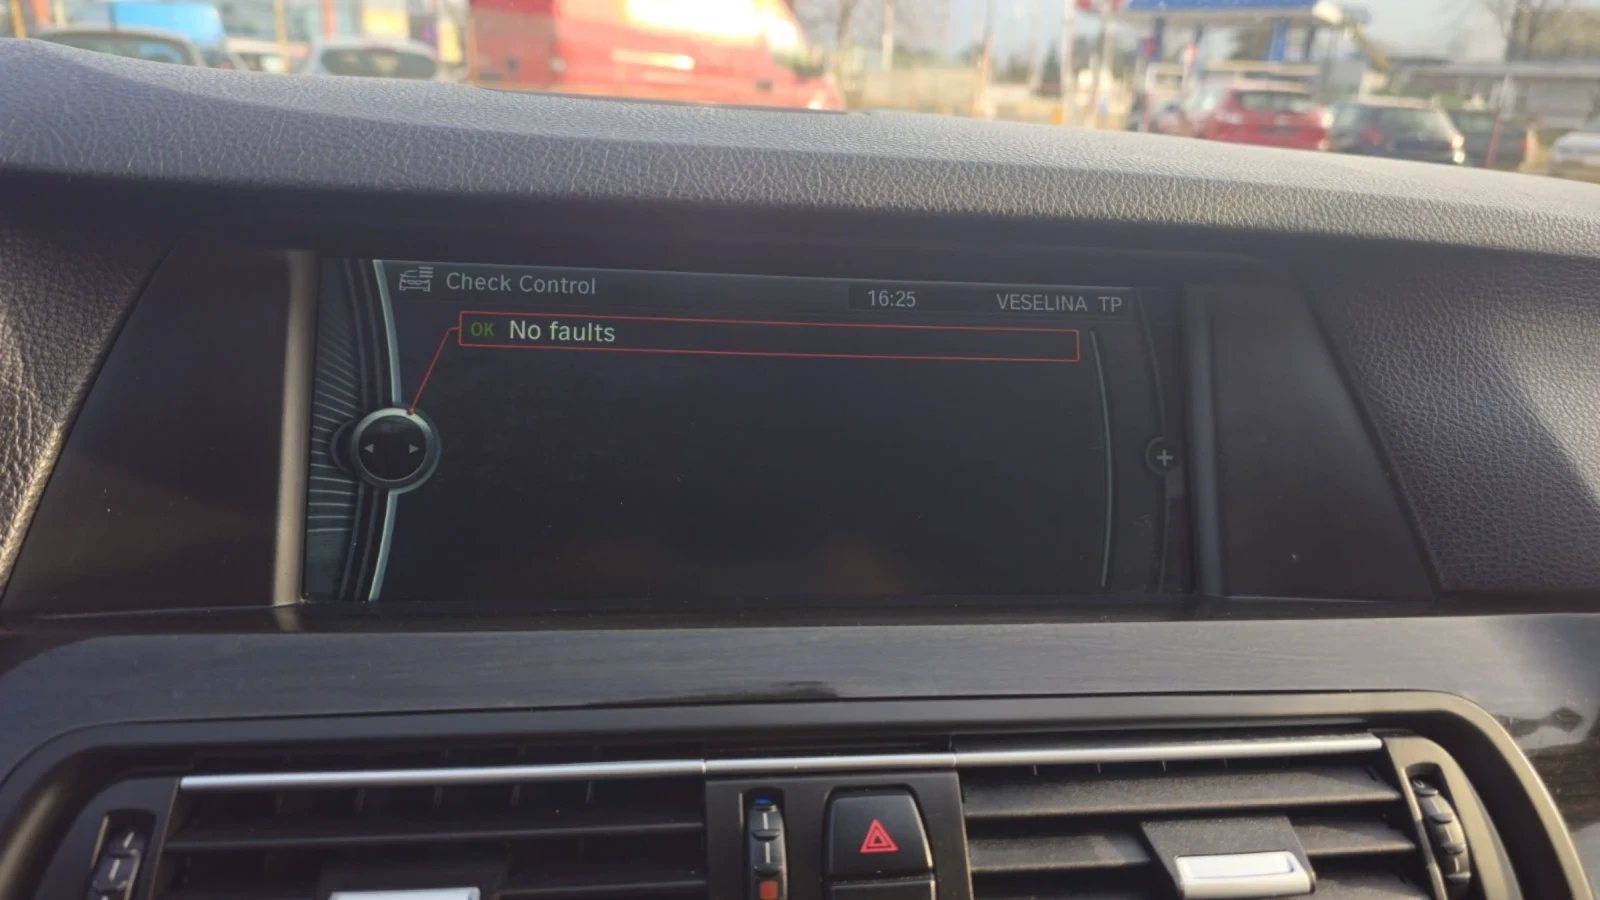 Check Control
16:25
VESELINA TP
OK No faults